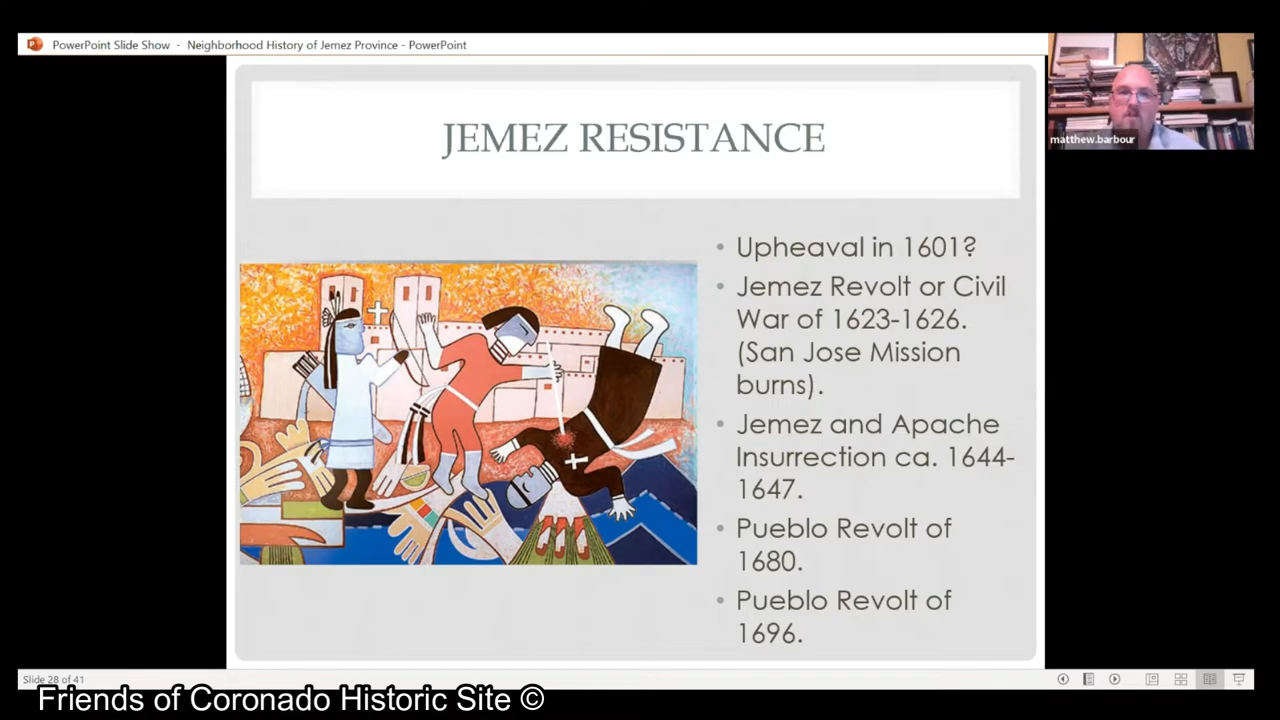 PowerPoint Slide Show - Neighborhood History of Jemez Province - PowerPoint
matthew.barbour
JEMEZ RESISTANCE
• Upheaval in 1601?
• Jemez Revolt or Civil
War of 1623-1626.
(San Jose Mission
burns).
• Jemez and Apache
Insurrection ca. 1644-
1647.
• Pueblo Revolt of
1680.
• Pueblo Revolt of
1696.
Slide 28 of 41
Friends of Coronado Historic Site ©